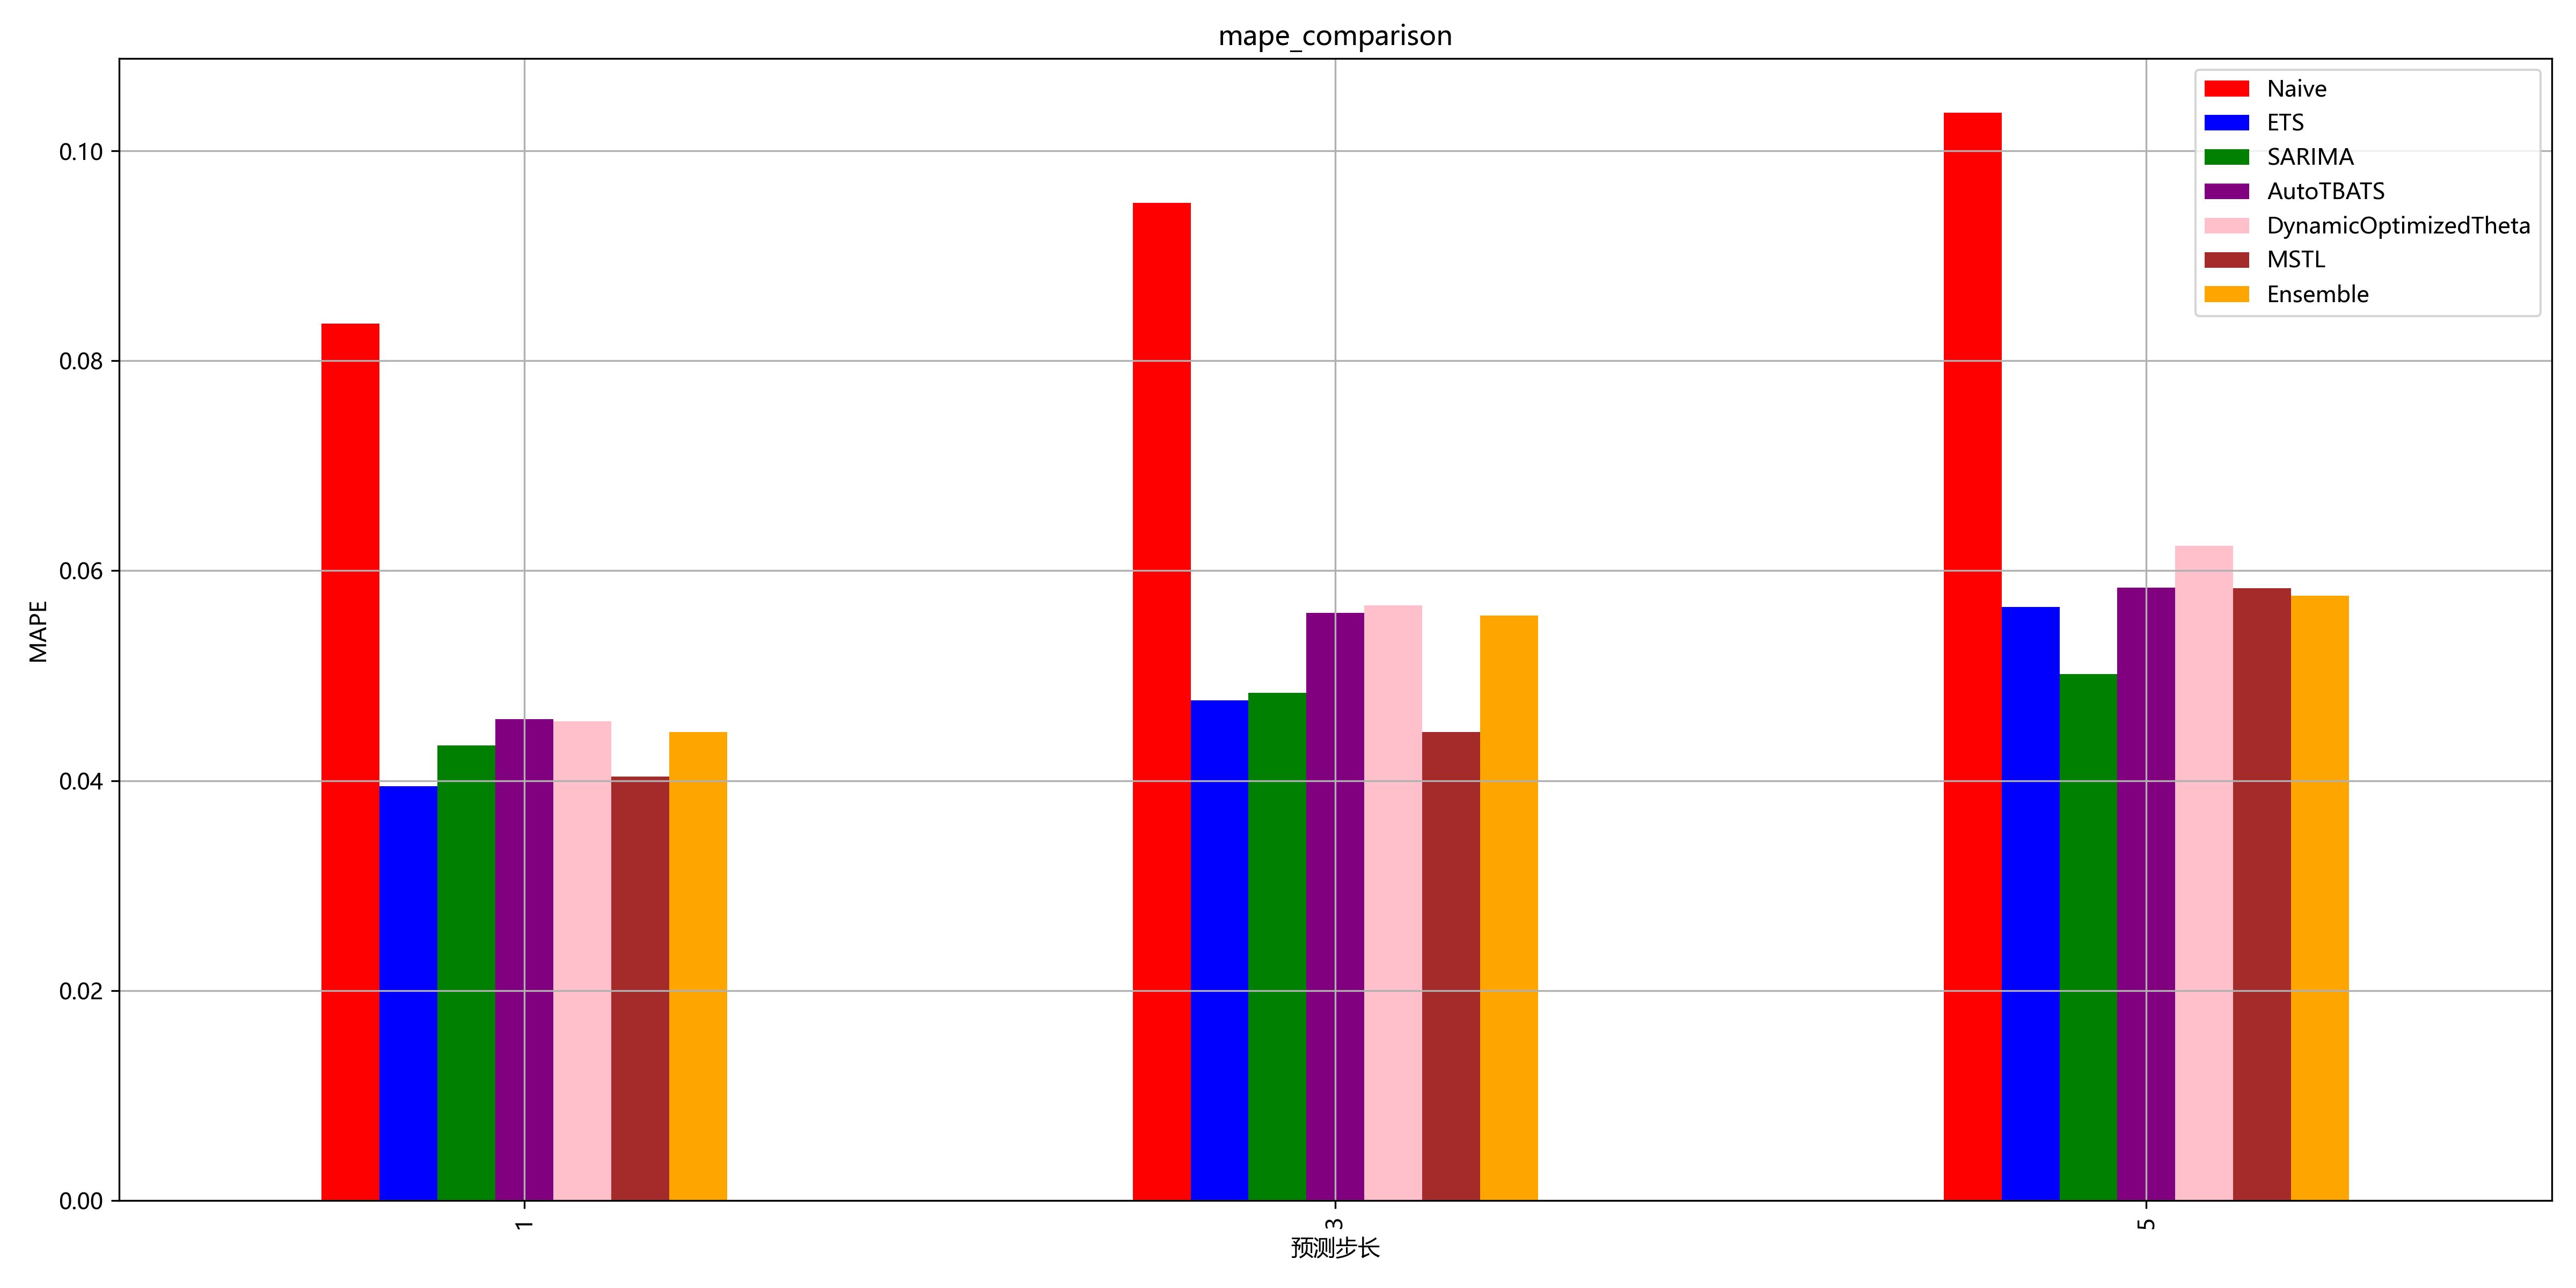 mape_comparison
Naive
ETS
SARIMA
AutoTBATS
DynamicOptimizedTheta
MSTL
Ensemble
MAPE
0.10
0.08
0.06
0.04
0.02
0.00
1
3
5
预测步长